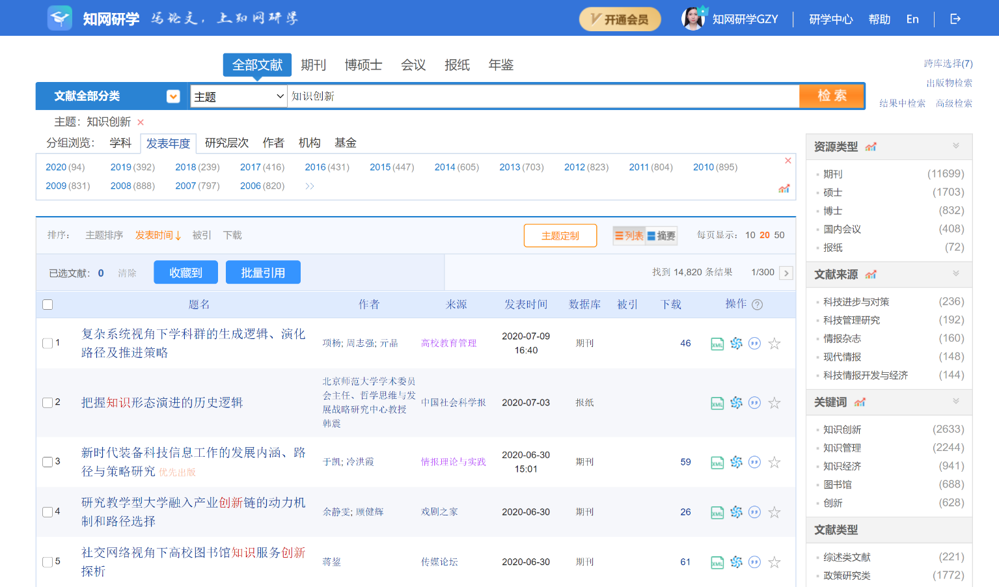 知网研学 写论文，上知网研学
开通会员 知网研学GZY 研学中心 帮助 En
全部文献 期刊 博硕士 会议 报纸 年鉴
跨库选择(7)
出版物检索
结果中检索 高级检索
文献全部分类 主题 知识创新 检 索
主题：知识创新 ×
分组浏览： 学科 发表年度 研究层次 作者 机构 基金
2020 (94) 2019 (392) 2018 (239) 2017 (416) 2016 (431) 2015 (447) 2014 (605) 2013 (703) 2012 (823) 2011 (804) 2010 (895)
2009 (831) 2008 (888) 2007 (797) 2006 (820) >>
排序： 主题排序 发表时间↓ 被引 下载 主题定制 列表 摘要 每页显示： 10 20 50
已选文献： 0 清除 收藏到 批量引用 找到 14,820 条结果 1/300 >
题名 作者 来源 发表时间 数据库 被引 下载 操作 ?
1 复杂系统视角下学科群的生成逻辑、演化路径及推进策略 项杨; 周志强; 亓晶 高校教育管理 2020-07-09 16:40 期刊 46 XML
2 把握知识形态演进的历史逻辑 北京师范大学学术委员会主任、哲学思维与发展战略研究中心教授 韩震 中国社会科学报 2020-07-03 报纸 XML
3 新时代装备科技信息工作的发展内涵、路径与策略研究 优先出版 于凯; 冷洪霞 情报理论与实践 2020-06-30 15:01 期刊 59 XML
4 研究教学型大学融入产业创新链的动力机制和路径选择 余静雯; 顾健辉 戏剧之家 2020-06-30 期刊 26 XML
5 社交网络视角下高校图书馆知识服务创新探析 蒋鋆 传媒论坛 2020-06-30 期刊 61 XML
资源类型
期刊 (11699)
硕士 (1703)
博士 (832)
国内会议 (408)
报纸 (72)
文献来源
科技进步与对策 (236)
科技管理研究 (192)
情报杂志 (160)
现代情报 (148)
科技情报开发与经济 (144)
关键词
知识创新 (2633)
知识管理 (2244)
知识经济 (941)
图书馆 (688)
创新 (628)
文献类型
综述类文献 (221)
政策研究类 (1772)